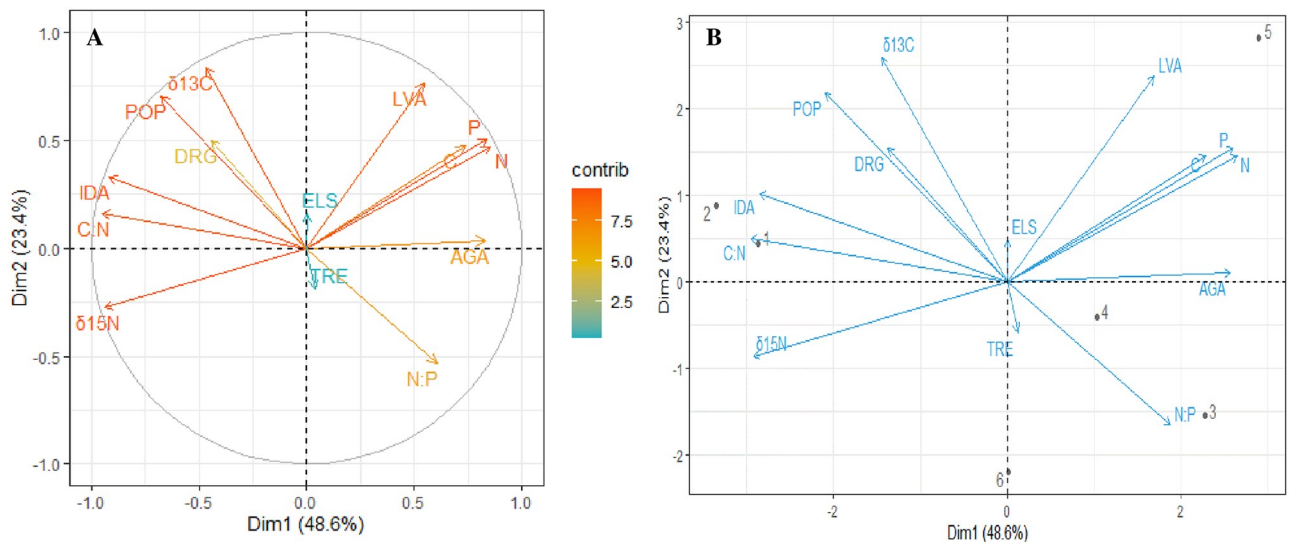 A
1.0
0.5
0.0
-0.5
-1.0
Dim2 (23.4%)
δ13C
POP
DRG
IDA
C:N
δ15N
LVA
P
C
N
ELS
AGA
TRE
N:P
-1.0
-0.5
0.0
0.5
1.0
Dim1 (48.6%)
contrib
7.5
5.0
2.5
B
3
2
1
0
-1
-2
Dim2 (23.4%)
δ13C
5
LVA
POP
P
DRG
C
N
IDA
2
ELS
1
C:N
AGA
4
δ15N
TRE
N:P
3
6
-2
0
2
Dim1 (48.6%)